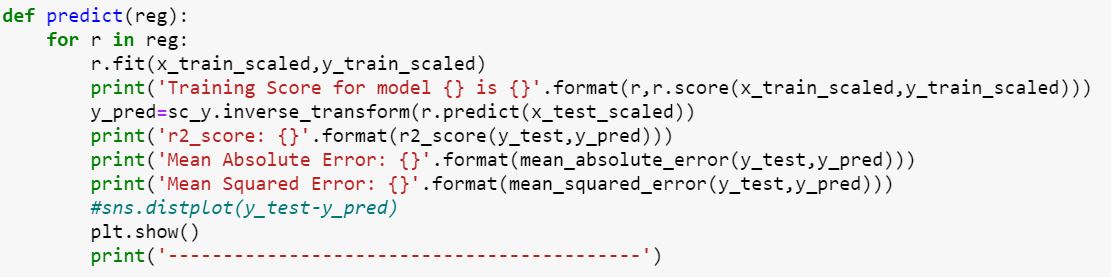 def predict(reg):
    for r in reg:
        r.fit(x_train_scaled,y_train_scaled)
        print('Training Score for model {} is {}'.format(r,r.score(x_train_scaled,y_train_scaled)))
        y_pred=sc_y.inverse_transform(r.predict(x_test_scaled))
        print('r2_score: {}'.format(r2_score(y_test,y_pred)))
        print('Mean Absolute Error: {}'.format(mean_absolute_error(y_test,y_pred)))
        print('Mean Squared Error: {}'.format(mean_squared_error(y_test,y_pred)))
        #sns.distplot(y_test-y_pred)
        plt.show()
        print('-------------------------------------------')